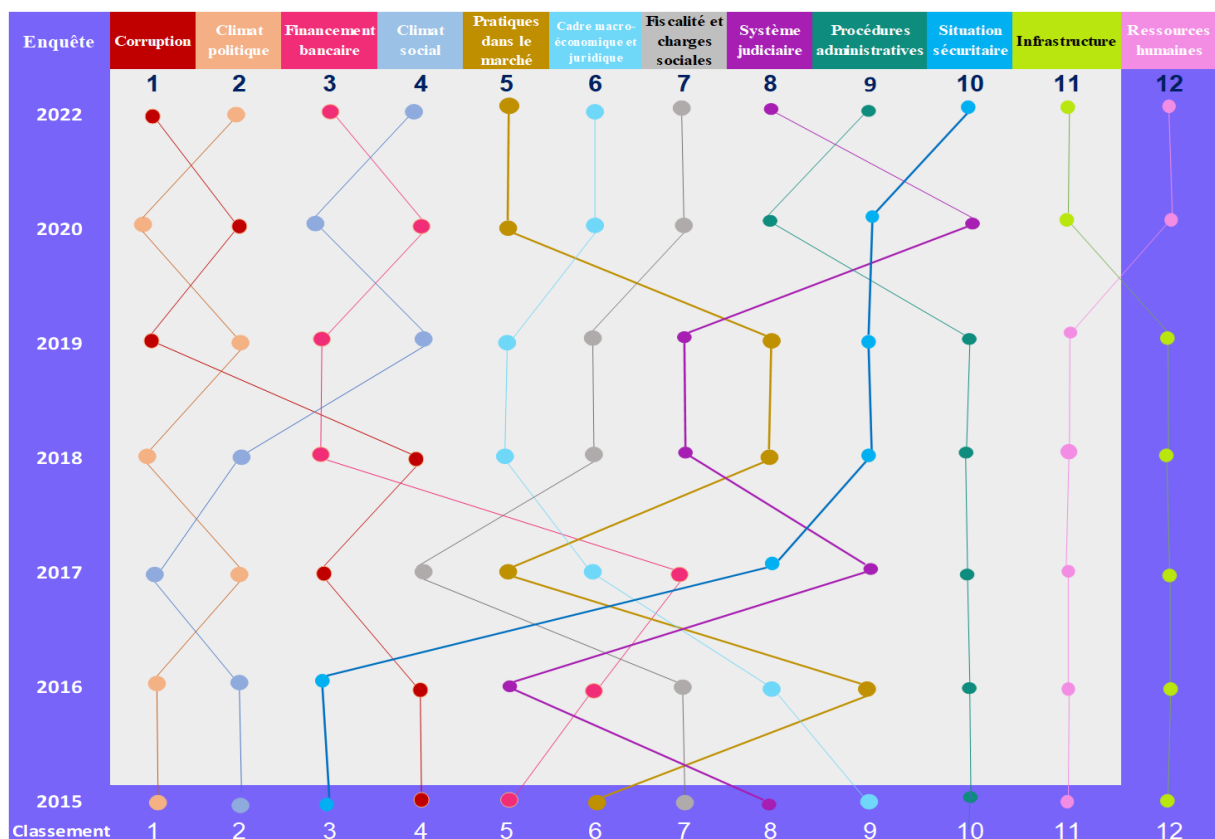 Enquête
Corruption
Climat
politique
Financement
bancaire
Climat
social
Pratiques
dans le
marché
Cadre macro-
économique et
juridique
Fiscalité et
charges
sociales
Système
judiciaire
Procédures
administratives
Situation
sécuritaire
Infrastructure
Ressources
humaines
1 2 3 4 5 6 7 8 9 10 11 12
2022
2020
2019
2018
2017
2016
2015
Classement 1 2 3 4 5 6 7 8 9 10 11 12